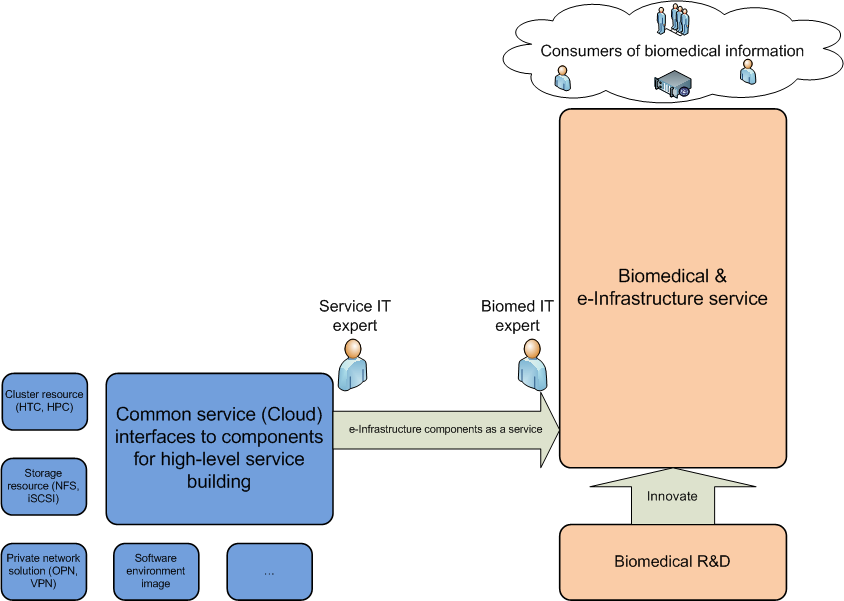 Consumers of biomedical information
Biomedical &
e-Infrastructure service
Service IT
expert
Biomed IT
expert
Cluster resource
(HTC, HPC)
Common service (Cloud)
interfaces to components
for high-level service
building
e-Infrastructure components as a service
Storage
resource (NFS,
iSCSI)
Innovate
Private network
solution (OPN,
VPN)
Software
environment
image
...
Biomedical R&D